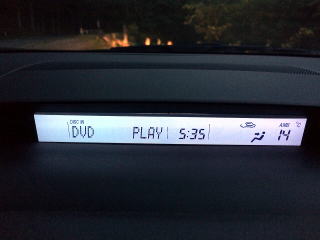 DISC IN
DVD PLAY 5:35
AMB °C
14